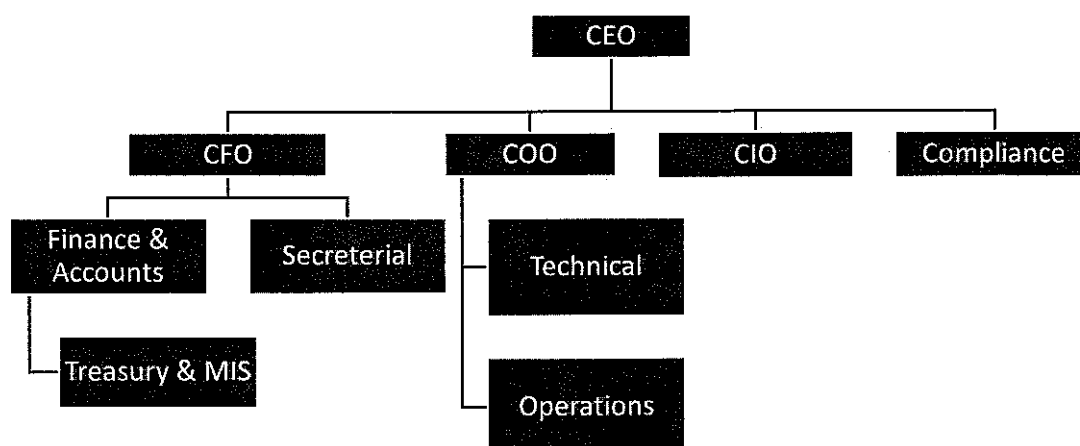 CEO
CFO
COO
CIO
Compliance
Finance &
Accounts
Secreterial
Technical
Treasury & MIS
Operations